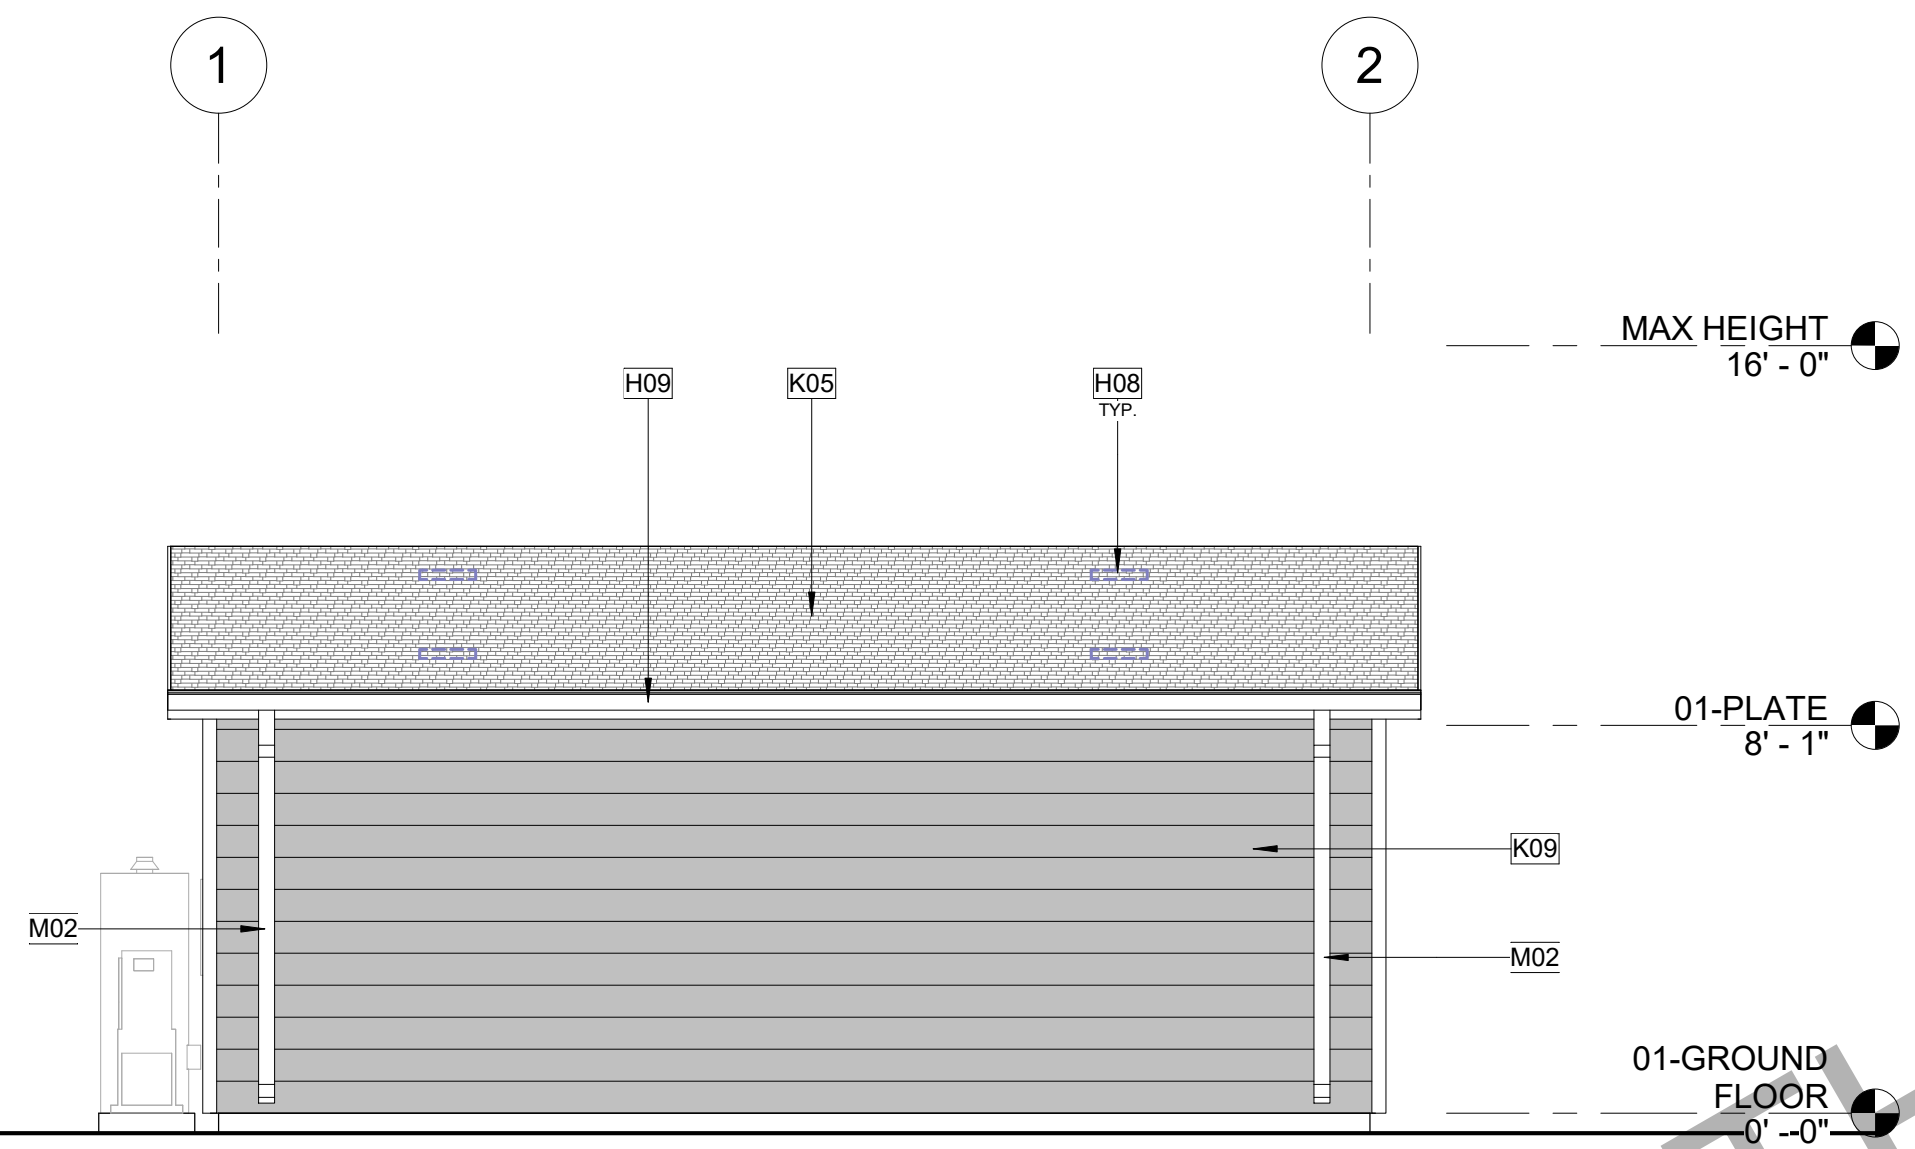 1
2
MAX HEIGHT
16' - 0"
H09
K05
H08
TYP.
01-PLATE
8' - 1"
K09
M02
M02
01-GROUND
FLOOR
0' - 0"